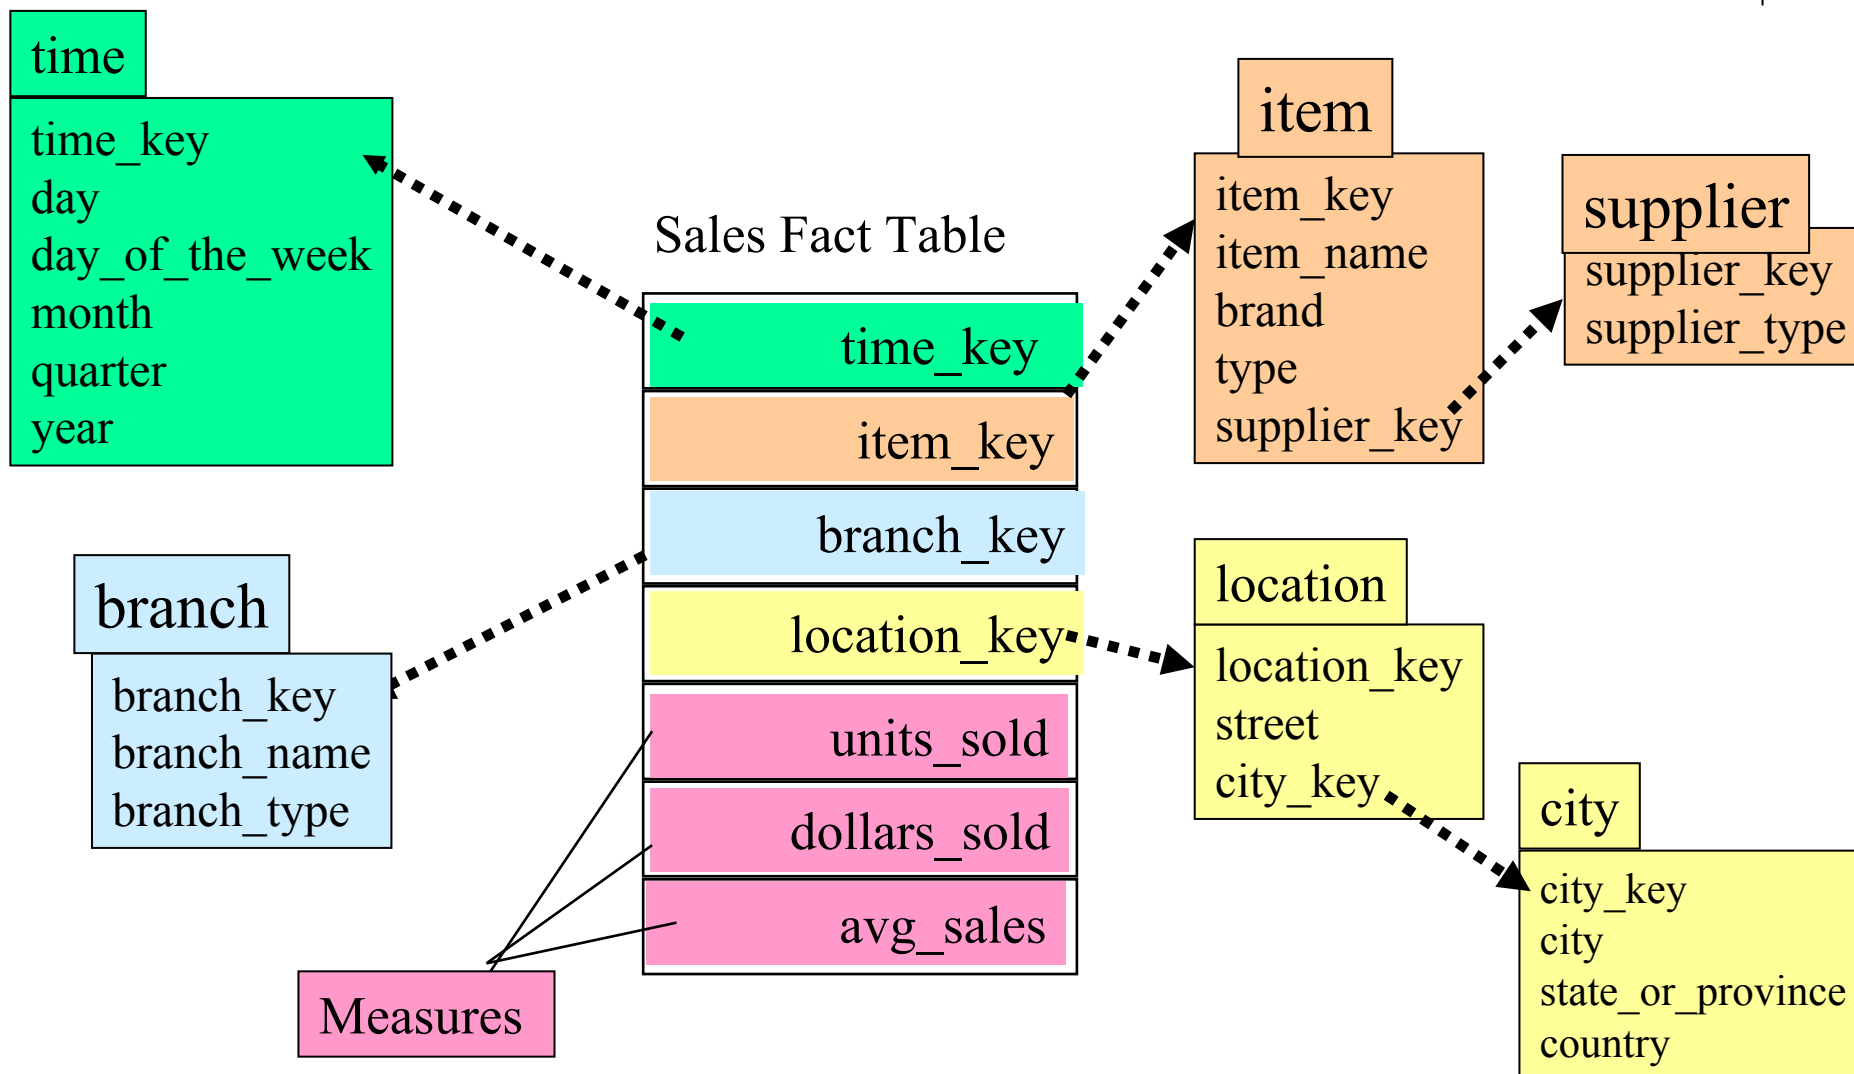 time
time_key
day
day_of_the_week
month
quarter
year
Sales Fact Table
time_key
item_key
branch_key
location_key
units_sold
dollars_sold
avg_sales
item
item_key
item_name
brand
type
supplier_key
supplier
supplier_key
supplier_type
branch
branch_key
branch_name
branch_type
location
location_key
street
city_key
city
city_key
city
state_or_province
country
Measures